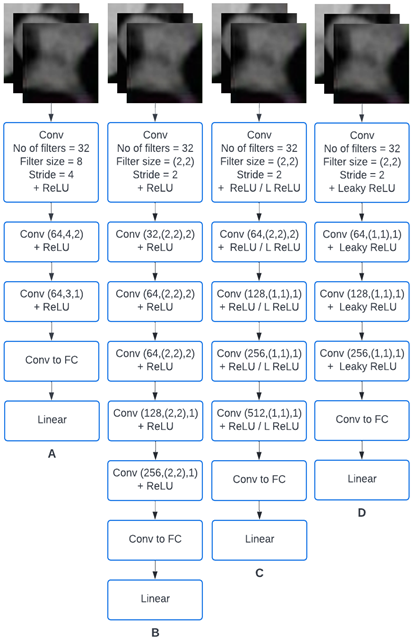 Conv
No of filters = 32
Filter size = 8
Stride = 4
+ ReLU
Conv (64,4,2)
+ ReLU
Conv (64,3,1)
+ ReLU
Conv to FC
Linear
A
Conv
No of filters = 32
Filter size = (2,2)
Stride = 2
+ ReLU
Conv (32,(2,2),2)
+ ReLU
Conv (64,(2,2),2)
+ ReLU
Conv (64,(2,2),2)
+ ReLU
Conv (128,(2,2),1)
+ ReLU
Conv (256,(2,2),1)
+ ReLU
Conv to FC
Linear
B
Conv
No of filters = 32
Filter size = (2,2)
Stride = 2
+ ReLU / L ReLU
Conv (64,(2,2),2)
+ ReLU / L ReLU
Conv (128,(1,1),1)
+ ReLU / L ReLU
Conv (256,(1,1),1)
+ ReLU / L ReLU
Conv (512,(1,1),1)
+ ReLU / L ReLU
Conv to FC
Linear
C
Conv
No of filters = 32
Filter size = (2,2)
Stride = 2
+ Leaky ReLU
Conv (64,(1,1),1)
+ Leaky ReLU
Conv (128,(1,1),1)
+ Leaky ReLU
Conv (256,(1,1),1)
+ Leaky ReLU
Conv to FC
Linear
D